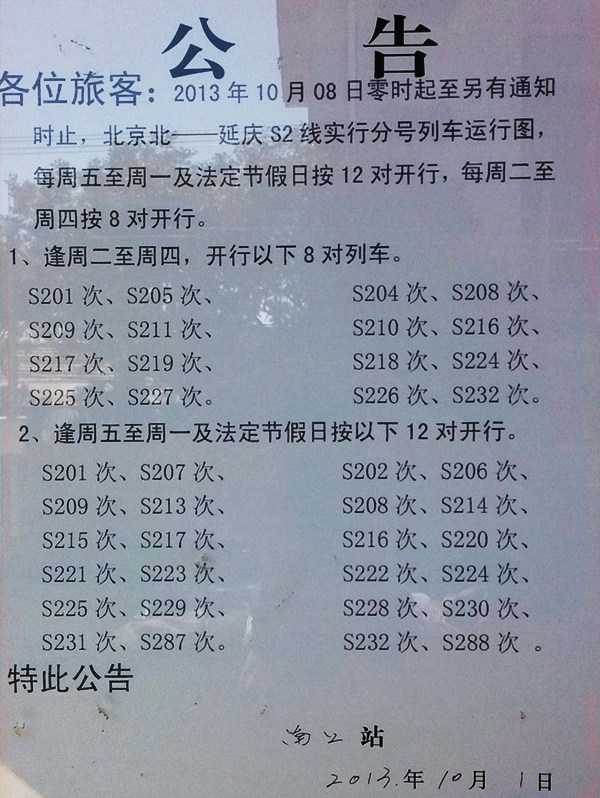 公 告
各位旅客：2013年10月08日零时起至另有通知
时止，北京北——延庆S2线实行分号列车运行图，
每周五至周一及法定节假日按12对开行，每周二至
周四按8对开行。
1、逢周二至周四，开行以下8对列车。
S201次、S205次、 S204次、S208次、
S209次、S211次、 S210次、S216次、
S217次、S219次、 S218次、S224次、
S225次、S227次。 S226次、S232次。
2、逢周五至周一及法定节假日按以下12对开行。
S201次、S207次、 S202次、S206次、
S209次、S213次、 S208次、S214次、
S215次、S217次、 S216次、S220次、
S221次、S223次、 S222次、S224次、
S225次、S229次、 S228次、S230次、
S231次、S287次。 S232次、S288次 。
特此公告
南口站
2013.年10月1日